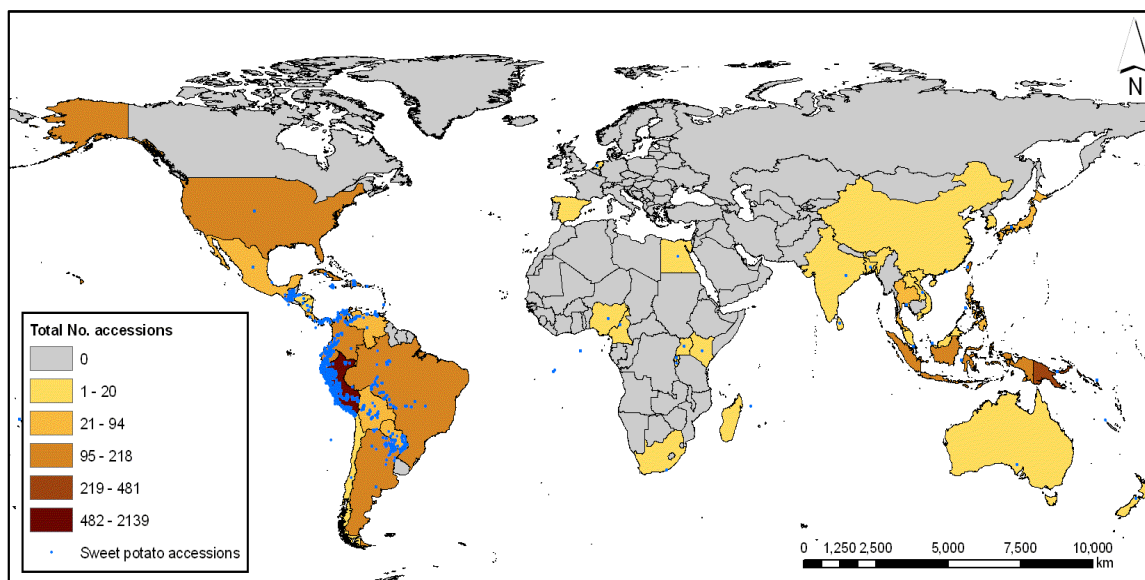 N
Total No. accessions
0
1 - 20
21 - 94
95 - 218
219 - 481
482 - 2139
Sweet potato accessions
0 1,250 2,500 5,000 7,500 10,000
km